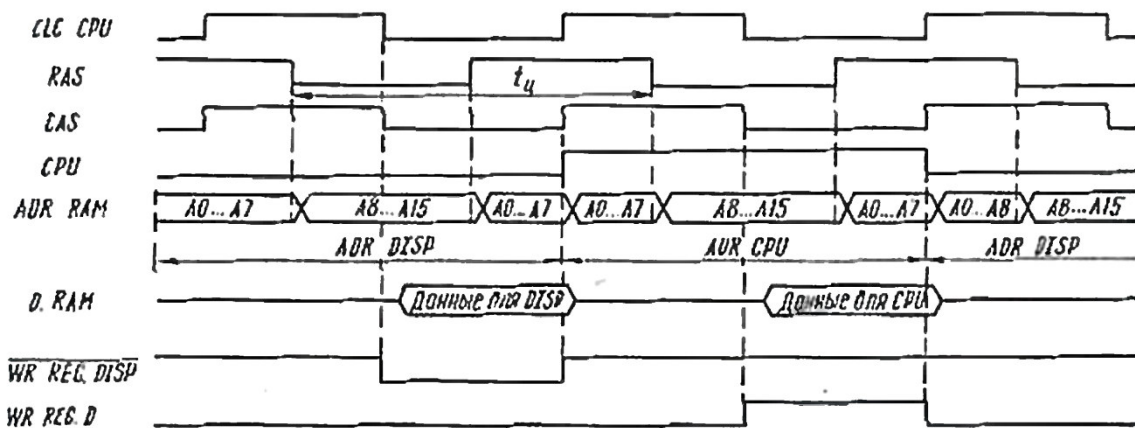 CLC CPU
RAS
tц
CAS
CPU
ADR RAM A0...A7 A8...A15 A0...A7 A0...A7 A8...A15 A0...A7 A0...A8 A8...A15
ADR DISP ADR CPU ADR DISP
D.RAM Данные для DISP Данные для CPU
WR REG.DISP
WR REG.D